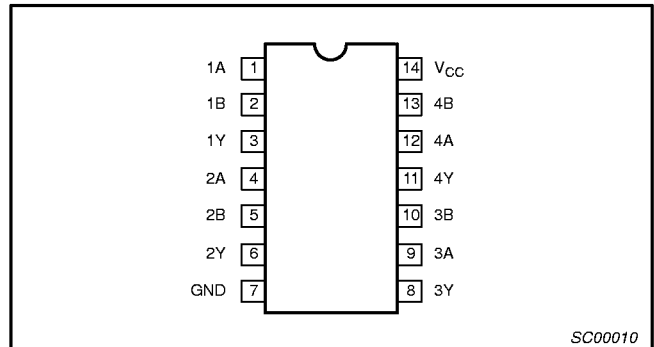 1A 1 14 VCC
1B 2 13 4B
1Y 3 12 4A
2A 4 11 4Y
2B 5 10 3B
2Y 6 9 3A
GND 7 8 3Y
SC00010